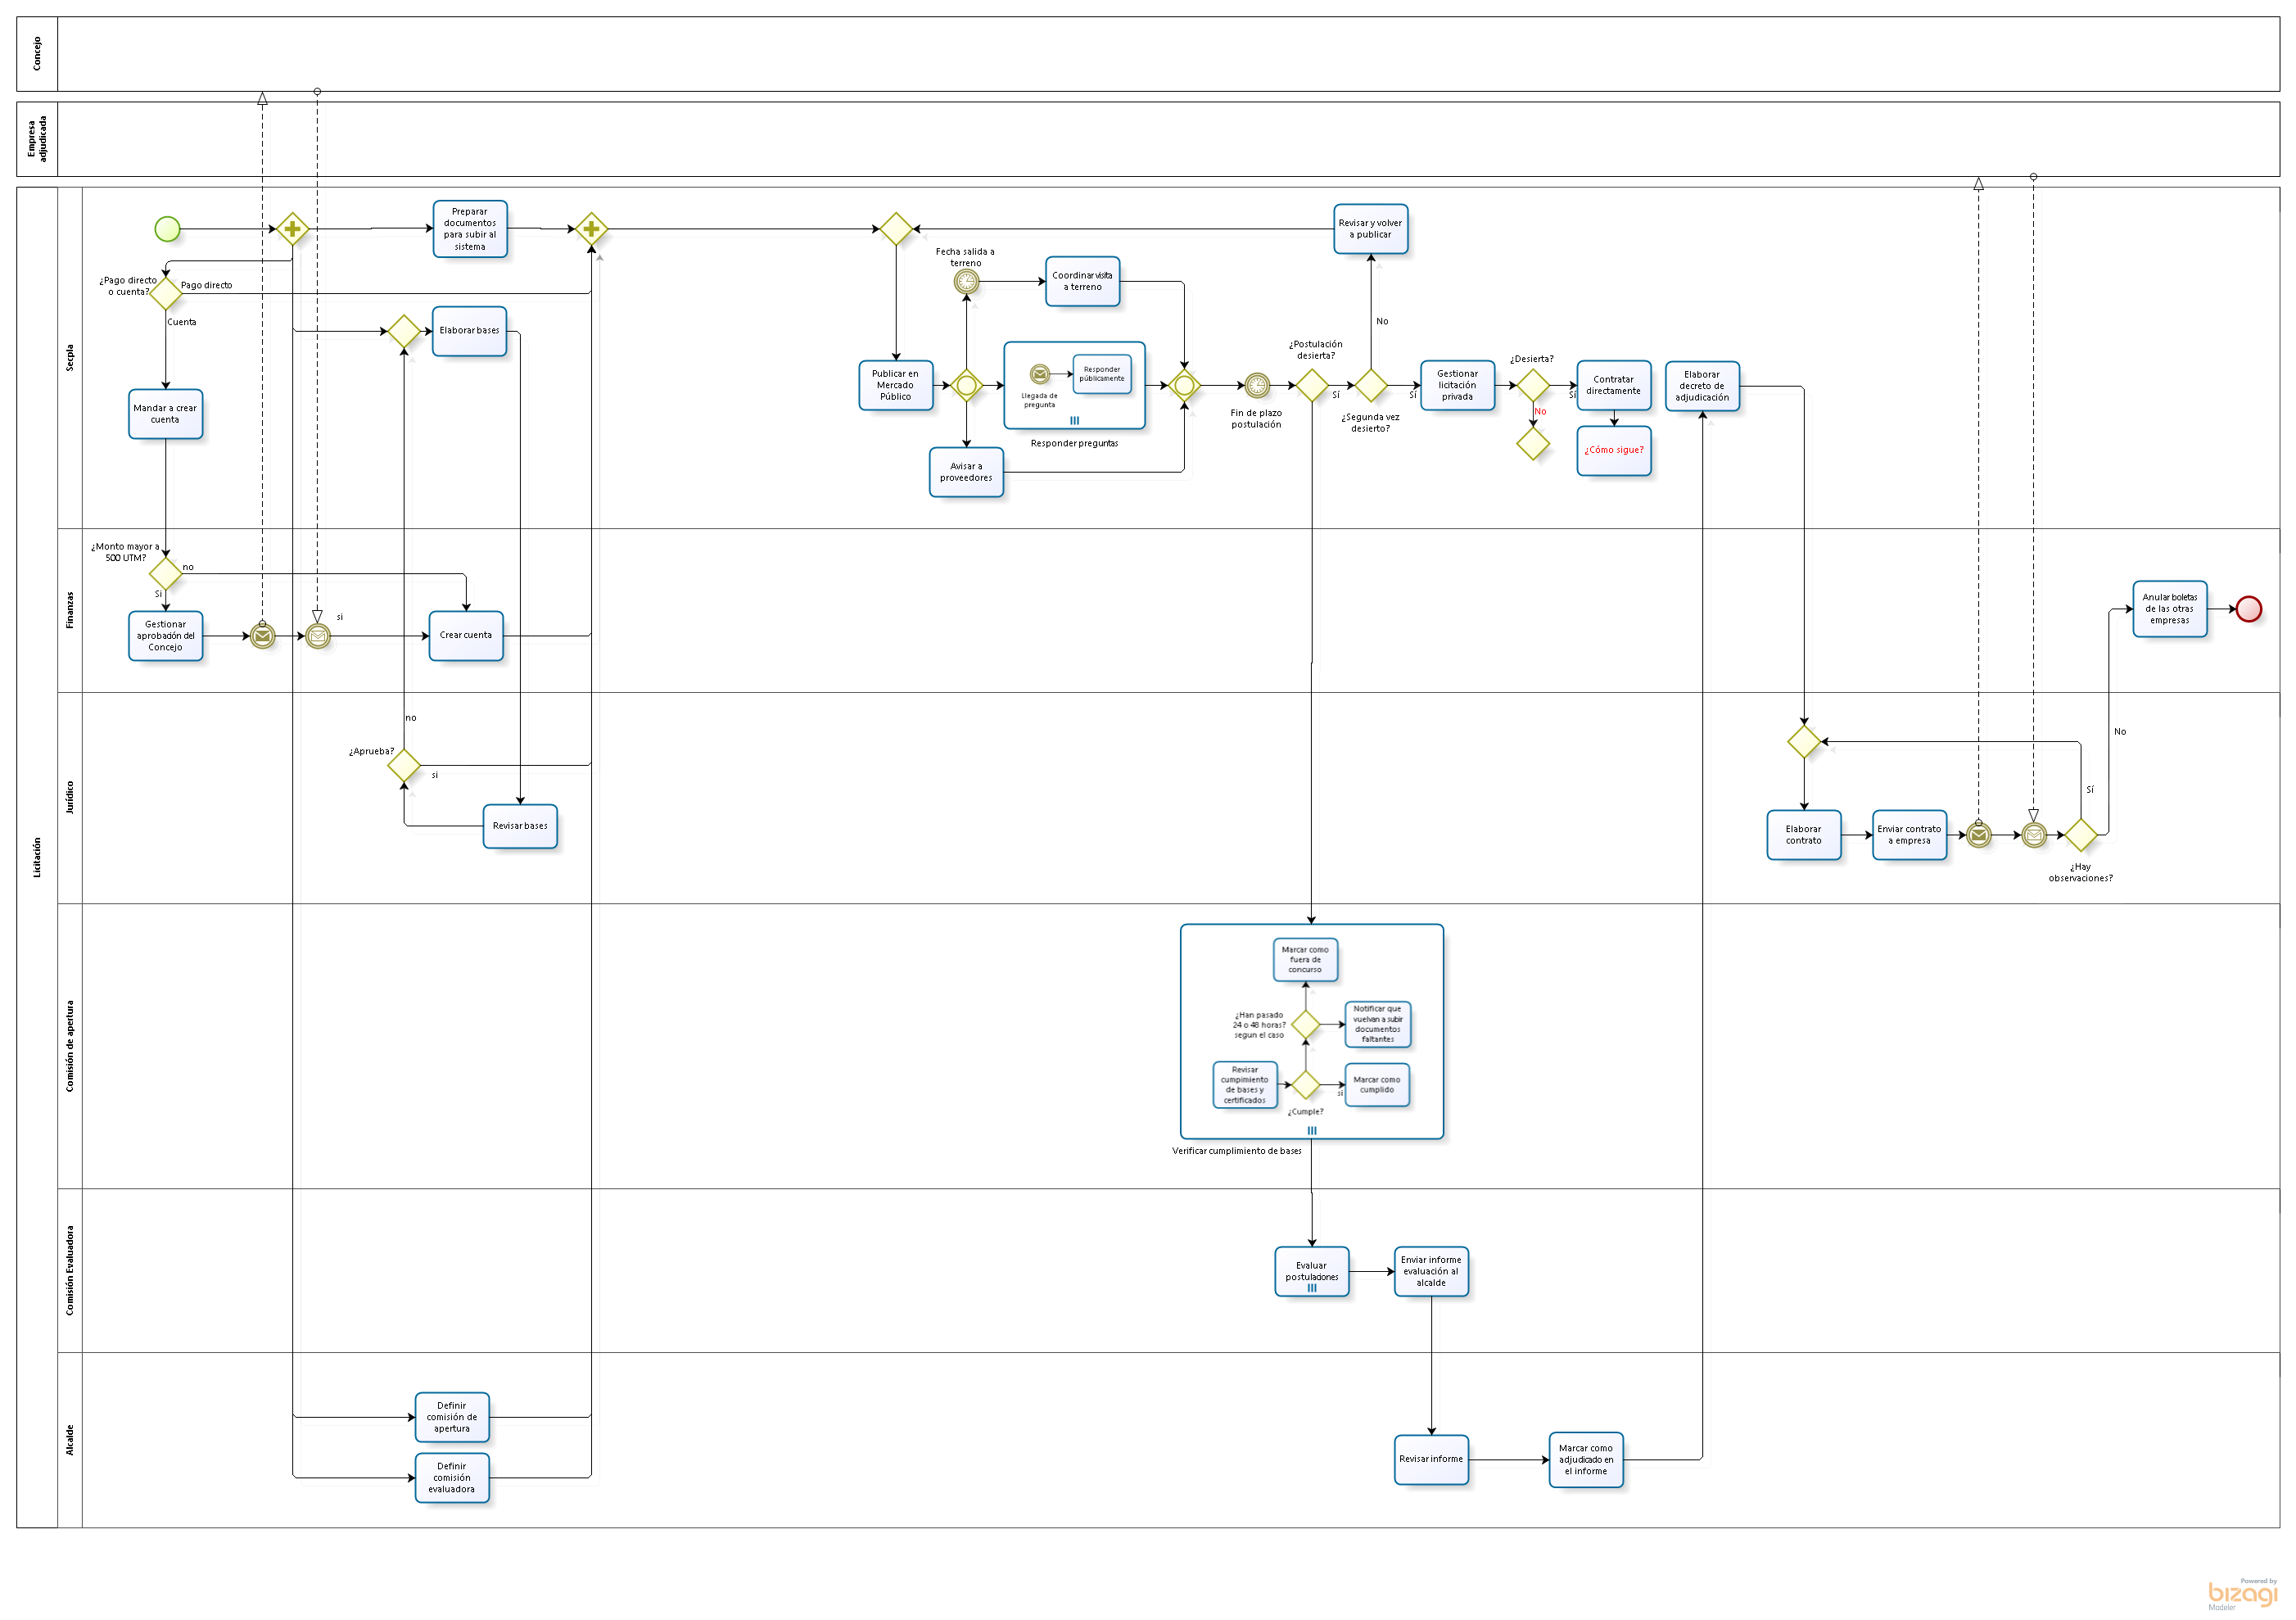 Concejo
Empresa
adjudicada
Licitación
Secpla
Preparar
documentos
para subir al
sistema
¿Pago directo
o cuenta?
Pago directo
Cuenta
Elaborar bases
Mandar a crear
cuenta
Fecha salida a
terreno
Coordinar visita
a terreno
Publicar en
Mercado
Público
Llegada de
pregunta
Responder
públicamente
Responder preguntas
Avisar a
proveedores
Revisar y volver
a publicar
No
¿Postulación
desierta?
Fin de plazo
postulación
Sí
¿Segunda vez
desierto?
Sí
Gestionar
licitación
privada
¿Desierta?
Sí
No
Contratar
directamente
¿Cómo sigue?
Elaborar
decreto de
adjudicación
Finanzas
¿Monto mayor a
500 UTM?
no
Si
Gestionar
aprobación del
Concejo
si
Crear cuenta
Anular boletas
de las otras
empresas
Jurídico
no
¿Aprueba?
si
Revisar bases
No
Sí
Elaborar
contrato
Enviar contrato
a empresa
¿Hay
observaciones?
Comisión de apertura
Marcar como
fuera de
concurso
¿Han pasado
24 o 48 horas?
segun el caso
Notificar que
vuelvan a subir
documentos
faltantes
Revisar
cumpimiento
de bases y
certificados
¿Cumple?
si
Marcar como
cumplido
Verificar cumplimiento de bases
Comisión Evaluadora
Evaluar
postulaciones
Enviar informe
evaluación al
alcalde
Alcalde
Definir
comisión de
apertura
Definir
comisión
evaluadora
Revisar informe
Marcar como
adjudicado en
el informe
Powered by
bizagi
Modeler